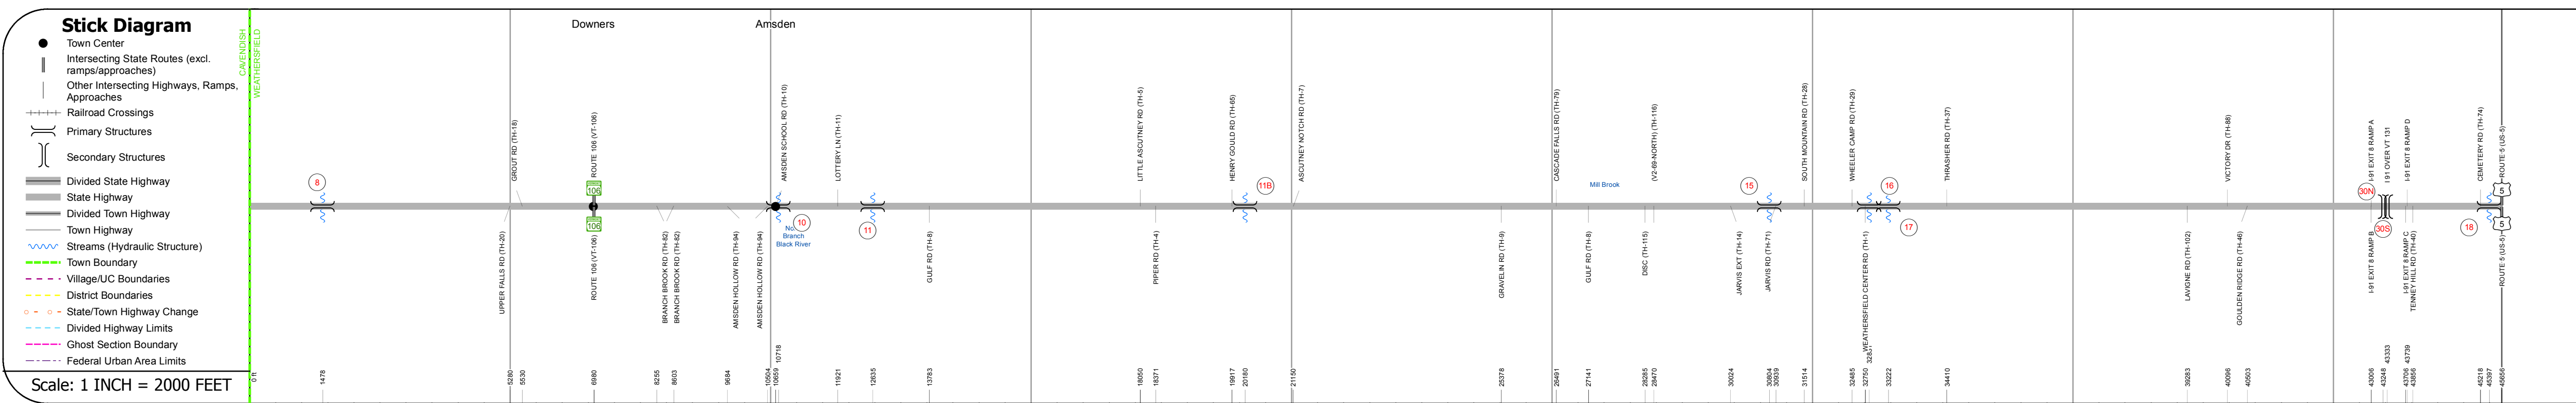 Stick Diagram
Town Center
Intersecting State Routes (excl.
ramps/approaches)
Other Intersecting Highways, Ramps,
Approaches
Railroad Crossings
Primary Structures
Secondary Structures
Divided State Highway
State Highway
Divided Town Highway
Town Highway
Streams (Hydraulic Structure)
Town Boundary
Village/UC Boundaries
District Boundaries
State/Town Highway Change
Divided Highway Limits
Ghost Section Boundary
Federal Urban Area Limits
Scale: 1 INCH = 2000 FEET
CAVENDISH
WEATHERSFIELD
Downers
Amsden
GROUT RD (TH-18)
ROUTE 106 (VT-106)
AMSDEN SCHOOL RD (TH-10)
LOTTERY LN (TH-11)
LITTLE ASCUTNEY RD (TH-5)
HENRY GOULD RD (TH-65)
ASCUTNEY NOTCH RD (TH-7)
CASCADE FALLS RD (TH-79)
(V2-89-NORTH) (TH-116)
SOUTH MOUNTAIN RD (TH-28)
WHEELER CAMP RD (TH-29)
THRASHER RD (TH-37)
VICTORY DR (TH-88)
I-91 EXIT 8 RAMP A
I 91 OVER VT 131
I-91 EXIT 8 RAMP D
CEMETERY RD (TH-74)
ROUTE 5 (US-5)
8
106
106
10
11
11B
15
16
17
30N
30S
18
5
5
Branch
Black River
Mill Brook
UPPER FALLS RD (TH-20)
ROUTE 106 (VT-106)
BRANCH BROOK RD (TH-82)
BRANCH BROOK RD (TH-82)
AMSDEN HOLLOW RD (TH-94)
AMSDEN HOLLOW RD (TH-94)
GULF RD (TH-8)
PIPER RD (TH-4)
GRAVELIN RD (TH-9)
GULF RD (TH-8)
DISC (TH-115)
JARVIS EXT (TH-14)
JARVIS RD (TH-71)
WEATHERSFIELD CENTER RD (TH-1)
LAVIGNE RD (TH-102)
GOULDEN RIDGE RD (TH-46)
I-91 EXIT 8 RAMP B
I-91 EXIT 8 RAMP C
TENNEY HILL RD (TH-40)
ROUTE 5 (US-5)
0 ft
1478
5280
5530
6980
8255
8603
9684
10504
10659
10718
11921
12635
13783
18050
18371
19917
20180
21150
25378
26491
27141
28285
28470
30024
30804
30939
31514
32485
32750
33222
34410
39283
40096
40503
43006
43248
43333
43706
43739
43856
45218
45397
45656